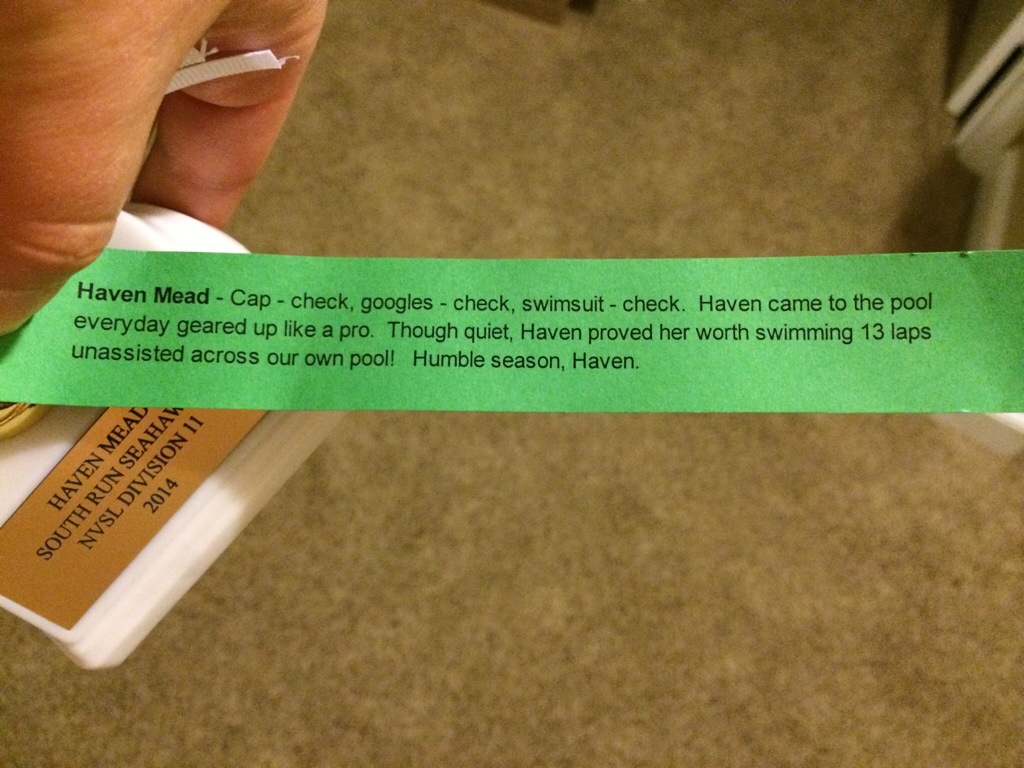 Haven Mead - Cap - check, googles - check, swimsuit - check.  Haven came to the pool
everyday geared up like a pro.  Though quiet, Haven proved her worth swimming 13 laps
unassisted across our own pool!   Humble season, Haven.
HAVEN MEAD
SOUTH RUN SEAHAW
NVSL DIVISION 11
2014